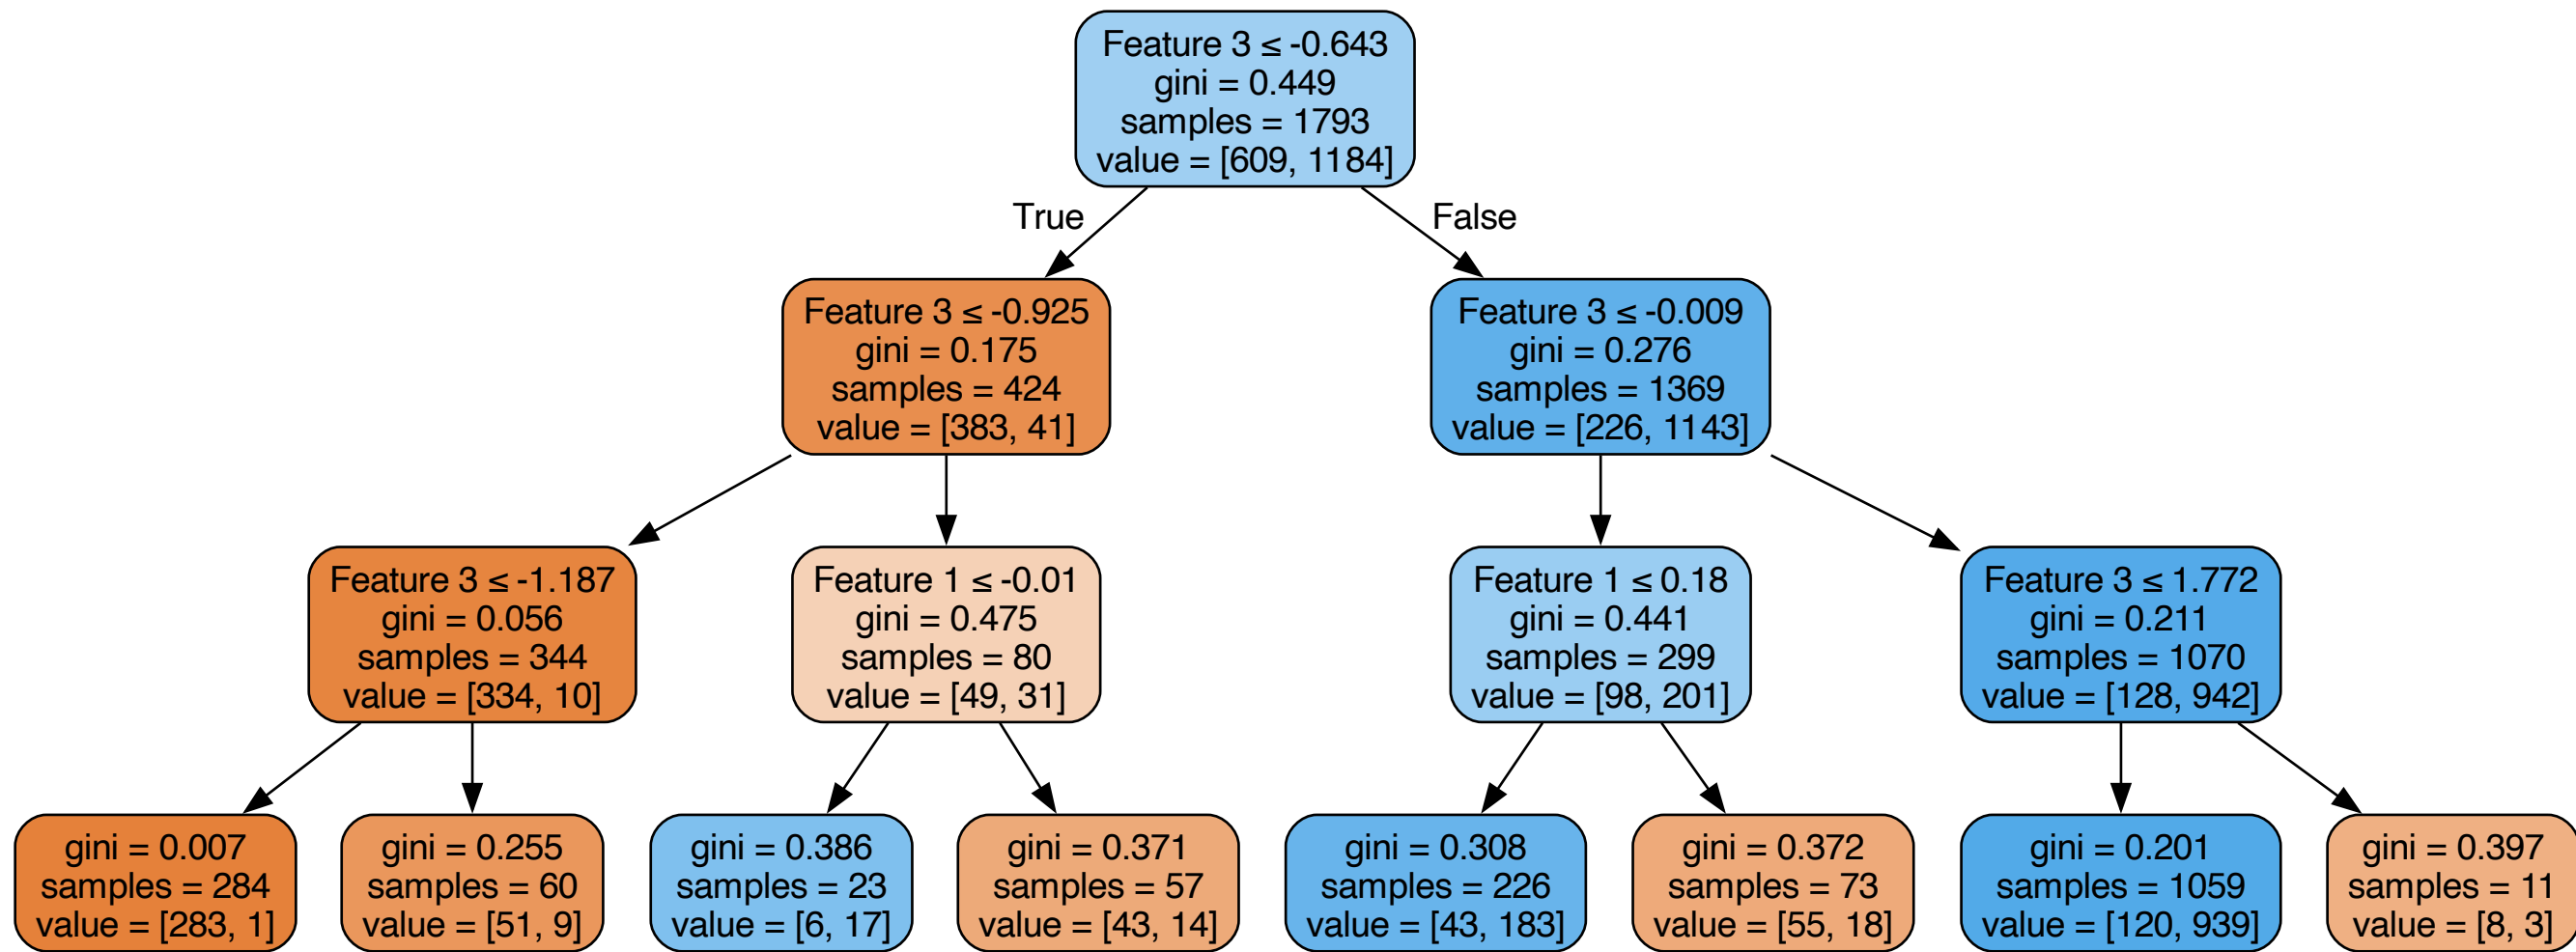 Feature 3 ≤ -0.643
gini = 0.449
samples = 1793
value = [609, 1184]
True
False
Feature 3 ≤ -0.925
gini = 0.175
samples = 424
value = [383, 41]
Feature 3 ≤ -0.009
gini = 0.276
samples = 1369
value = [226, 1143]
Feature 3 ≤ -1.187
gini = 0.056
samples = 344
value = [334, 10]
Feature 1 ≤ -0.01
gini = 0.475
samples = 80
value = [49, 31]
Feature 1 ≤ 0.18
gini = 0.441
samples = 299
value = [98, 201]
Feature 3 ≤ 1.772
gini = 0.211
samples = 1070
value = [128, 942]
gini = 0.007
samples = 284
value = [283, 1]
gini = 0.255
samples = 60
value = [51, 9]
gini = 0.386
samples = 23
value = [6, 17]
gini = 0.371
samples = 57
value = [43, 14]
gini = 0.308
samples = 226
value = [43, 183]
gini = 0.372
samples = 73
value = [55, 18]
gini = 0.201
samples = 1059
value = [120, 939]
gini = 0.397
samples = 11
value = [8, 3]